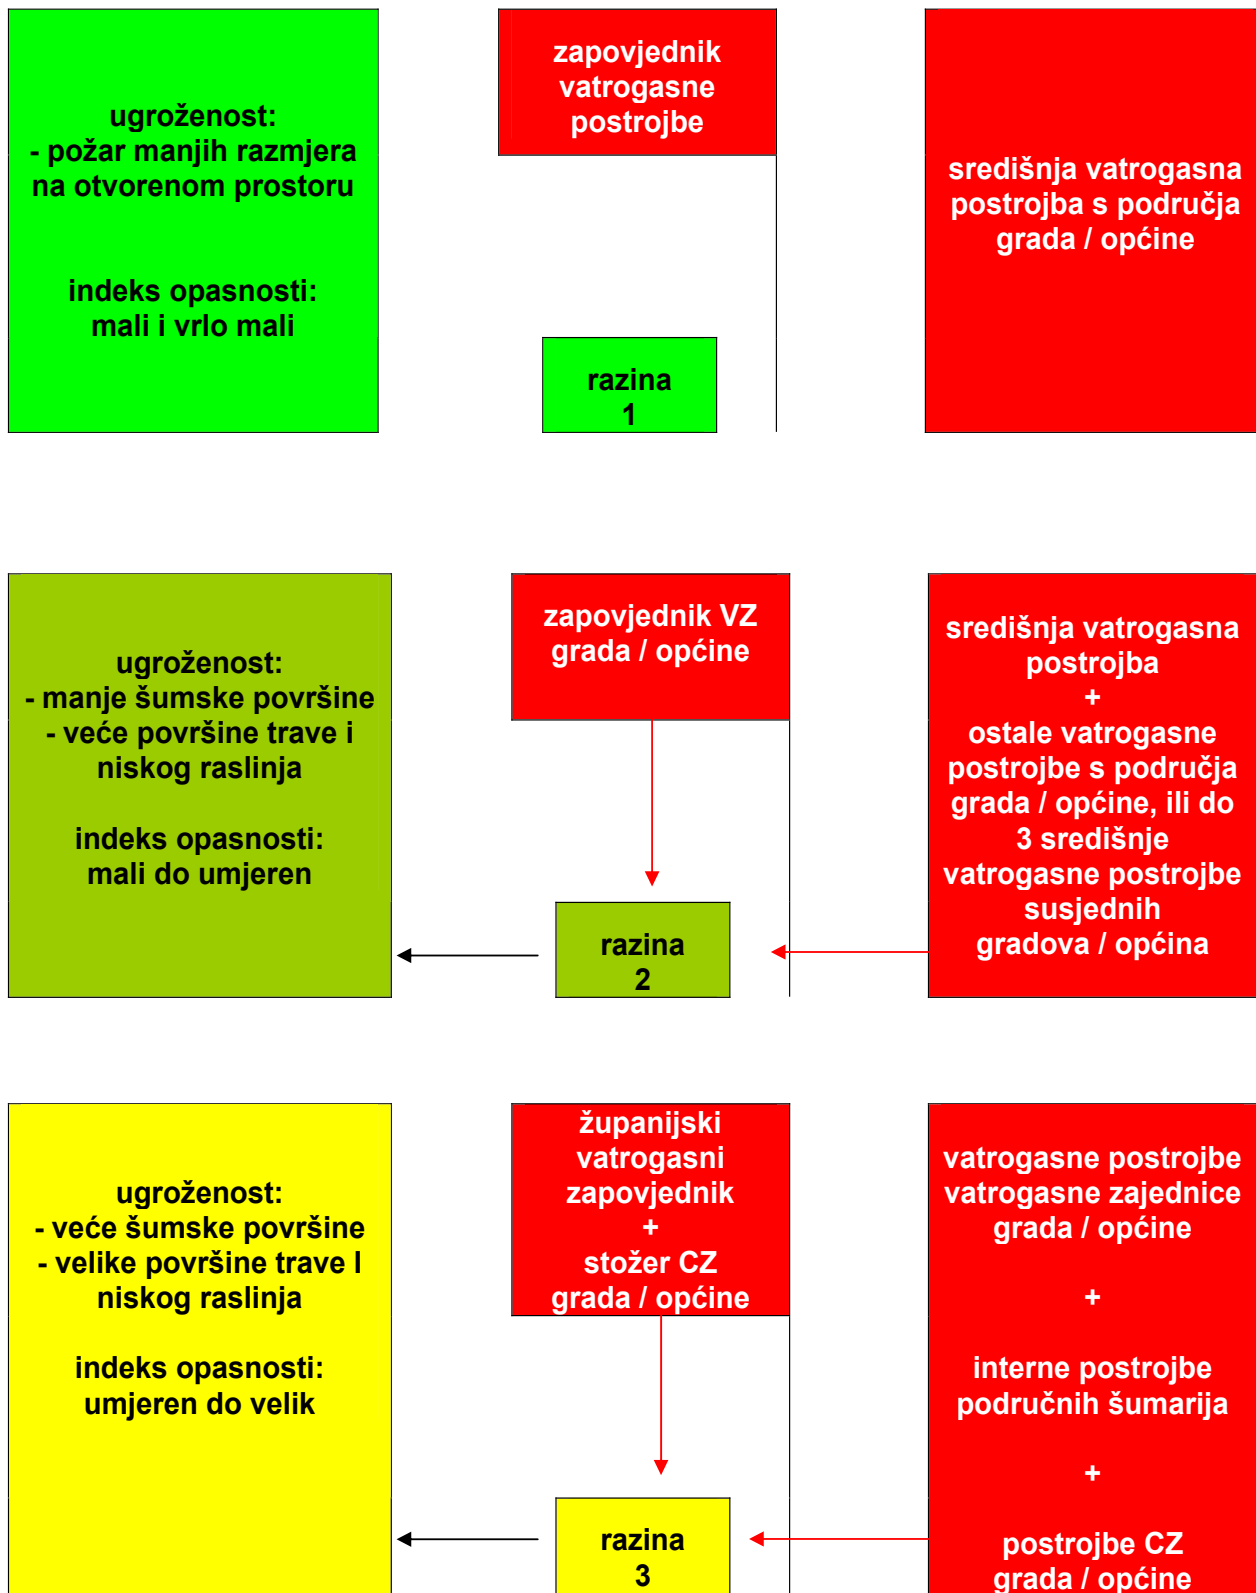 ugroženost:
- požar manjih razmjera
na otvorenom prostoru
indeks opasnosti:
mali i vrlo mali
zapovjednik
vatrogasne
postrojbe
razina
1
središnja vatrogasna
postrojba s područja
grada / općine
ugroženost:
- manje šumske površine
- veće površine trave i
niskog raslinja
indeks opasnosti:
mali do umjeren
zapovjednik VZ
grada / općine
razina
2
središnja vatrogasna
postrojba
+
ostale vatrogasne
postrojbe s područja
grada / općine, ili do
3 središnje
vatrogasne postrojbe
susjednih
gradova / općina
ugroženost:
- veće šumske površine
- velike površine trave I
niskog raslinja
indeks opasnosti:
umjeren do velik
županijski
vatrogasni
zapovjednik
+
stožer CZ
grada / općine
razina
3
vatrogasne postrojbe
vatrogasne zajednice
grada / općine
+
interne postrojbe
područnih šumarija
+
postrojbe CZ
grada / općine